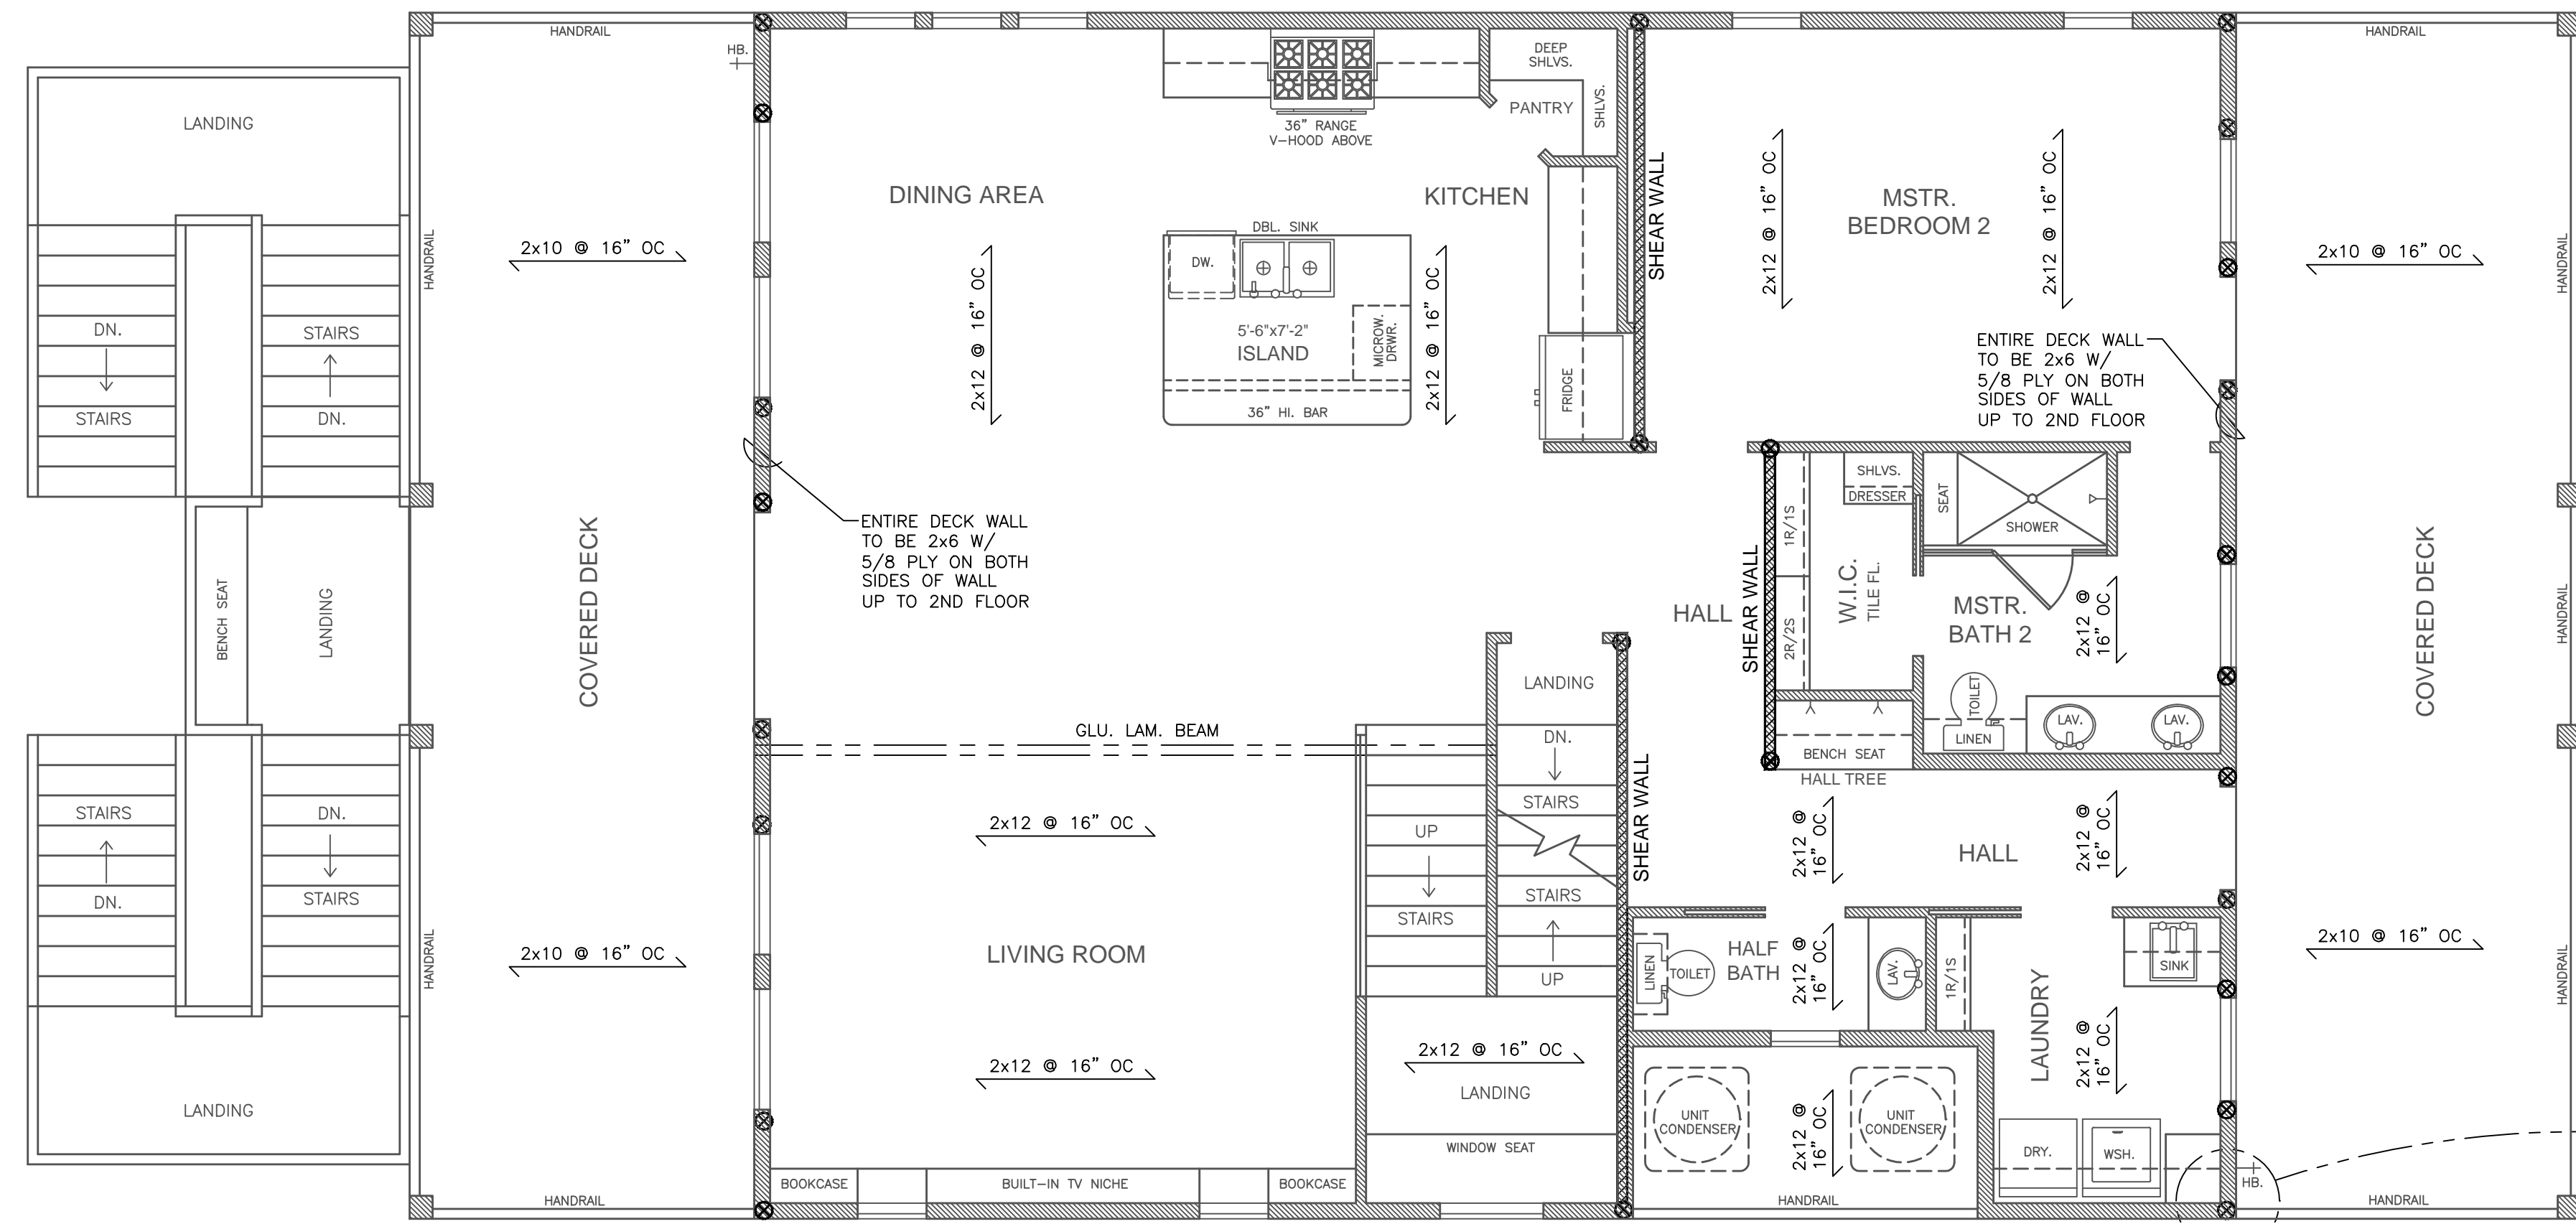 HANDRAIL
HB.
LANDING
HANDRAIL
2x10 @ 16" OC
DN.
STAIRS
STAIRS
DN.
BENCH SEAT
LANDING
COVERED DECK
STAIRS
DN.
DN.
STAIRS
HANDRAIL
2x10 @ 16" OC
LANDING
HANDRAIL
DINING AREA
2x12 @ 16" OC
36" RANGE
V-HOOD ABOVE
DEEP
SHLVS.
PANTRY
SHLVS.
KITCHEN
DBL. SINK
DW.
5'-6"x7'-2"
ISLAND
MICROW.
DRWR.
36" HI. BAR
2x12 @ 16" OC
FRIDGE
SHEAR WALL
ENTIRE DECK WALL
TO BE 2x6 W/
5/8 PLY ON BOTH
SIDES OF WALL
UP TO 2ND FLOOR
GLU. LAM. BEAM
2x12 @ 16" OC
LIVING ROOM
2x12 @ 16" OC
BOOKCASE
BUILT-IN TV NICHE
BOOKCASE
LANDING
DN.
STAIRS
UP
STAIRS
STAIRS
UP
2x12 @ 16" OC
LANDING
WINDOW SEAT
SHEAR WALL
2x12 @ 16" OC
MSTR.
BEDROOM 2
2x12 @ 16" OC
ENTIRE DECK WALL
TO BE 2x6 W/
5/8 PLY ON BOTH
SIDES OF WALL
UP TO 2ND FLOOR
HALL
SHEAR WALL
1R/1S
2R/2S
SHLVS.
DRESSER
W.I.C.
TILE FL.
SEAT
SHOWER
MSTR.
BATH 2
2x12 @
16" OC
TOILET
LINEN
LAV.
LAV.
BENCH SEAT
HALL TREE
2x12 @
16" OC
HALL
2x12 @
16" OC
LINEN
TOILET
HALF
BATH
2x12 @
16" OC
LAV.
1R/1S
LAUNDRY
SINK
2x12 @
16" OC
UNIT
CONDENSER
2x12 @
16" OC
UNIT
CONDENSER
HANDRAIL
DRY.
WSH.
HB.
HANDRAIL
2x10 @ 16" OC
HANDRAIL
COVERED DECK
HANDRAIL
2x10 @ 16" OC
HANDRAIL
HANDRAIL